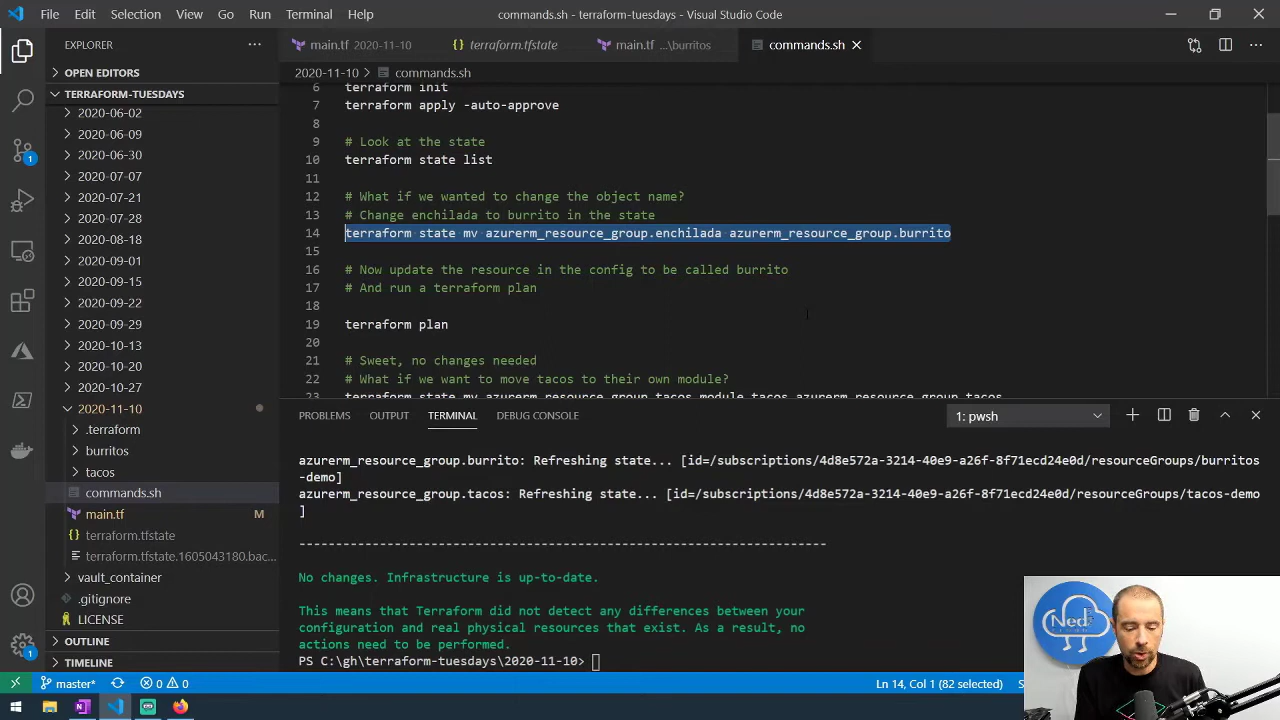 File Edit Selection View Go Run Terminal Help
commands.sh - terraform-tuesdays - Visual Studio Code
EXPLORER
main.tf 2020-11-10
terraform.tfstate
main.tf ...\burritos
commands.sh
OPEN EDITORS
2020-11-10 > commands.sh
TERRAFORM-TUESDAYS
2020-06-02
2020-06-09
2020-06-30
2020-07-07
2020-07-21
2020-07-28
2020-08-18
2020-09-01
2020-09-15
2020-09-22
2020-09-29
2020-10-13
2020-10-20
2020-10-27
2020-11-10
.terraform
burritos
tacos
commands.sh
main.tf M
terraform.tfstate
terraform.tfstate.1605043180.bac...
vault_container
.gitignore
LICENSE
OUTLINE
TIMELINE
6 terraform init
7 terraform apply -auto-approve
8
9 # Look at the state
10 terraform state list
11
12 # What if we wanted to change the object name?
13 # Change enchilada to burrito in the state
14 terraform state mv azurerm_resource_group.enchilada azurerm_resource_group.burrito
15
16 # Now update the resource in the config to be called burrito
17 # And run a terraform plan
18
19 terraform plan
20
21 # Sweet, no changes needed
22 # What if we want to move tacos to their own module?
23 terraform state mv azurerm_resource_group.tacos module.tacos.azurerm_resource_group.tacos
PROBLEMS OUTPUT TERMINAL DEBUG CONSOLE
1: pwsh
azurerm_resource_group.burrito: Refreshing state... [id=/subscriptions/4d8e572a-3214-40e9-a26f-8f71ecd24e0d/resourceGroups/burritos
-demo]
azurerm_resource_group.tacos: Refreshing state... [id=/subscriptions/4d8e572a-3214-40e9-a26f-8f71ecd24e0d/resourceGroups/tacos-demo
]
------------------------------------------------------------------------
No changes. Infrastructure is up-to-date.
This means that Terraform did not detect any differences between your
configuration and real physical resources that exist. As a result, no
actions need to be performed.
PS C:\gh\terraform-tuesdays\2020-11-10>
Ned
1
1
master*
0 0
Ln 14, Col 1 (82 selected)